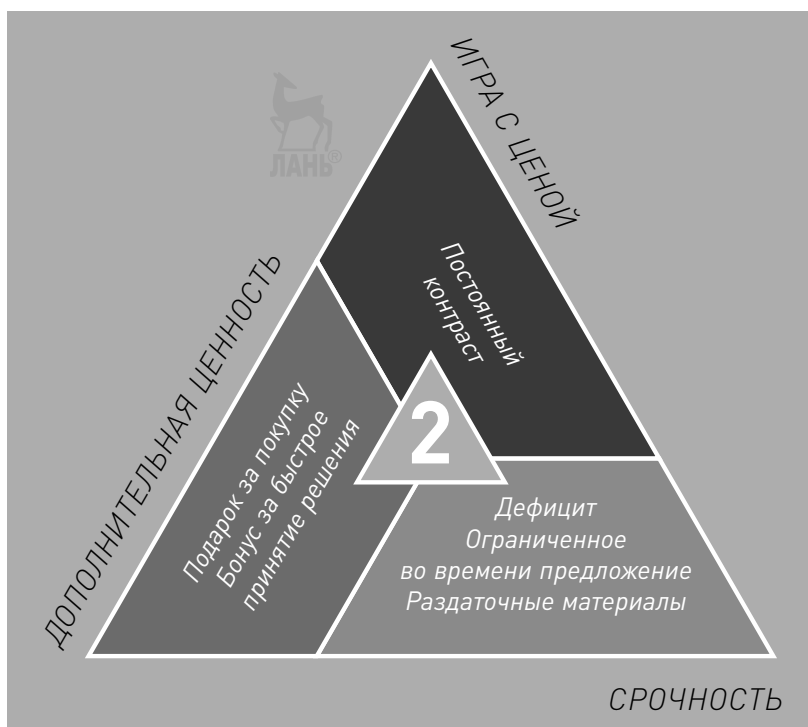 ЛАНЬ®
ИГРА С ЦЕНОЙ
Постоянный
контраст
ДОПОЛНИТЕЛЬНАЯ ЦЕННОСТЬ
Подарок за покупку
Бонус за быстрое
принятие решения
2
Дефицит
Ограниченное
во времени предложение
Раздаточные материалы
СРОЧНОСТЬ